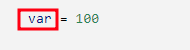 var = 100